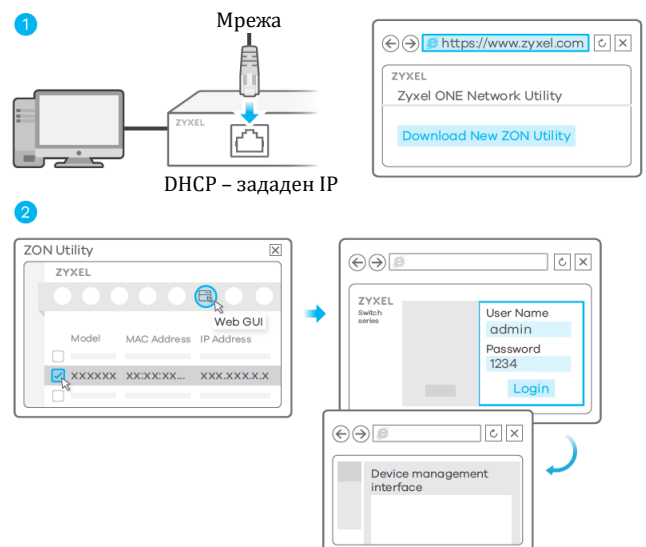 1
Мрежа
ZYXEL
DHCP – зададен IP
https://www.zyxel.com
ZYXEL
Zyxel ONE Network Utility
Download New ZON Utility
2
ZON Utility
ZYXEL
Web GUI
Model MAC Address IP Address
XXXXXX XX:XX:XX... XXX.XXX.X.X
ZYXEL
Switch
series
User Name
admin
Password
1234
Login
Device management
interface